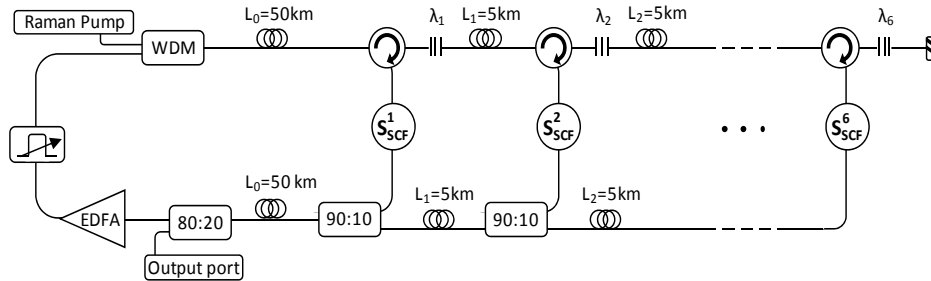 Raman Pump
WDM
L₀=50km
λ₁
L₁=5km
λ₂
L₂=5km
λ₆
S¹SCF
S²SCF
• • •
S⁶SCF
EDFA
80:20
Output port
L₀=50 km
90:10
L₁=5km
90:10
L₂=5km